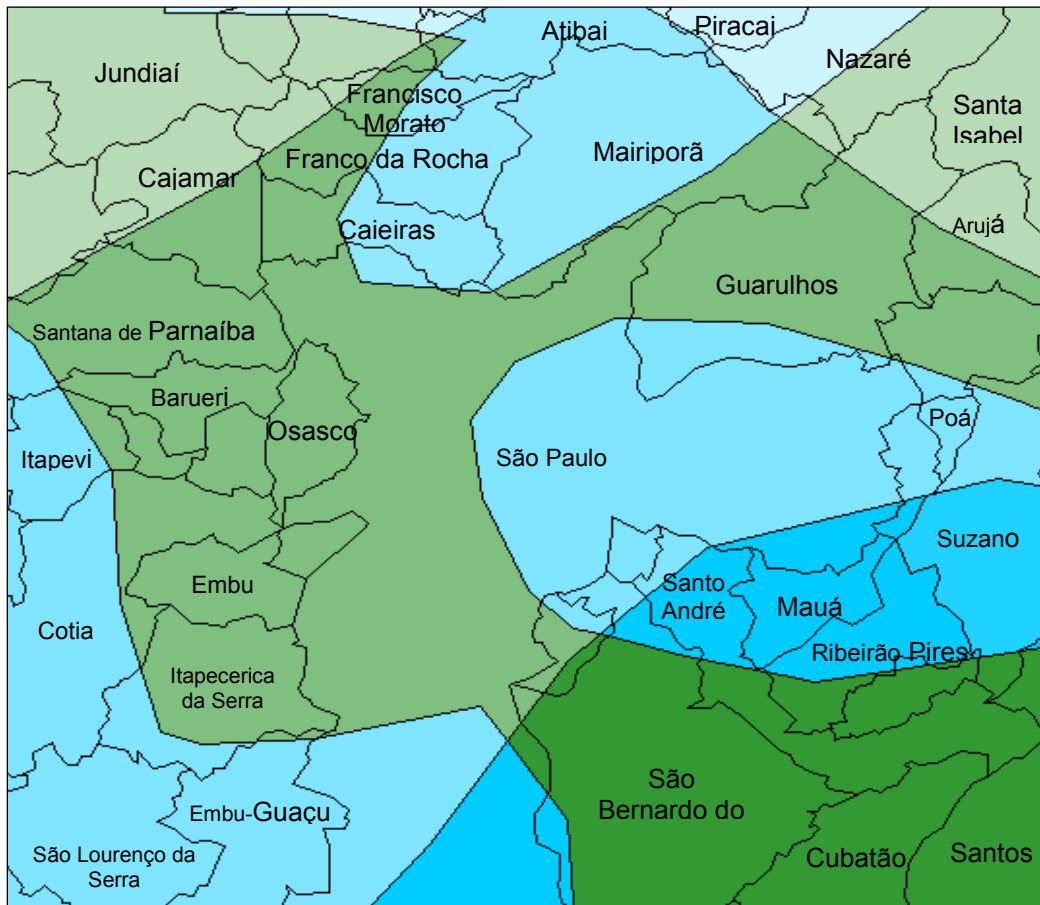 Atibai
Piracai
Nazaré
Jundiaí
Francisco
Morato
Santa
Isabel
Franco da Rocha
Mairiporã
Cajamar
Caieiras
Arujá
Guarulhos
Santana de Parnaíba
Barueri
Osasco
Poá
Itapevi
São Paulo
Suzano
Embu
Santo
André
Mauá
Cotia
Ribeirão Pires
Itapecerica
da Serra
São
Bernardo do
Embu-Guaçu
São Lourenço da
Serra
Cubatão
Santos